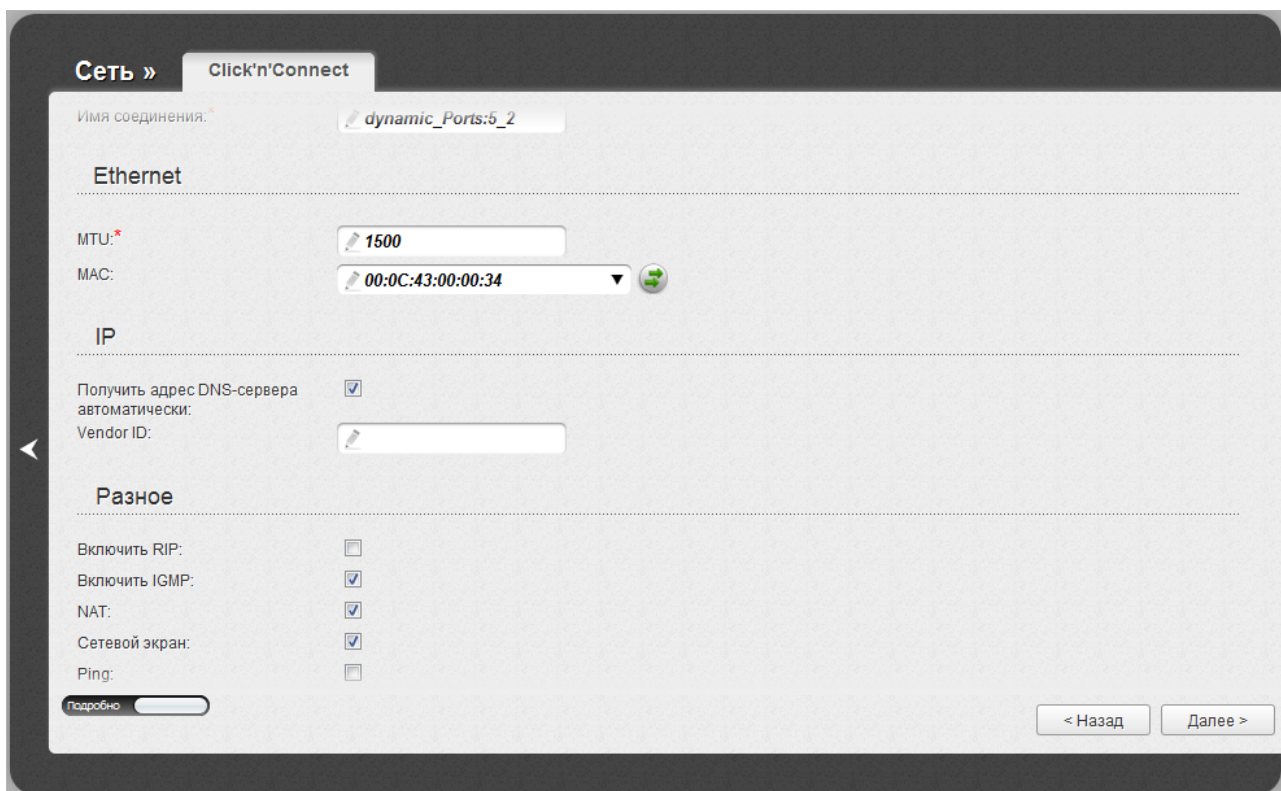 Сеть »
Click'n'Connect
Имя соединения:*
dynamic_Ports:5_2
Ethernet
MTU:*
1500
MAC:
00:0C:43:00:00:34
IP
Получить адрес DNS-сервера
автоматически:
Vendor ID:
Разное
Включить RIP:
Включить IGMP:
NAT:
Сетевой экран:
Ping:
Подробно
< Назад
Далее >